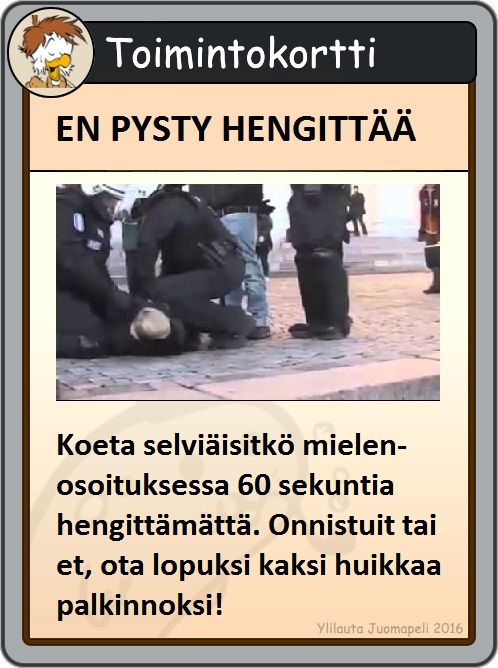 Toimintokortti
EN PYSTY HENGITTÄÄ
Koeta selviäisitkö mielen-
osoituksessa 60 sekuntia
hengittämättä. Onnistuit tai
et, ota lopuksi kaksi huikkaa
palkinnoksi!
Ylilauta Juomapeli 2016